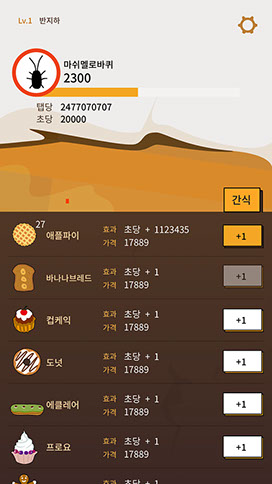 Lv.1 반지하
마쉬멜로바퀴
2300
탭당 2477070707
초당 20000
간식
27
애플파이
효과 초당 + 1123435
가격 17889
+1
바나나브레드
효과 초당 + 1
가격 17889
+1
컵케익
효과 초당 + 1
가격 17889
+1
도넛
효과 초당 + 1
가격 17889
+1
에클레어
효과 초당 + 1
가격 17889
+1
프로요
효과 초당 + 1
가격 17889
+1